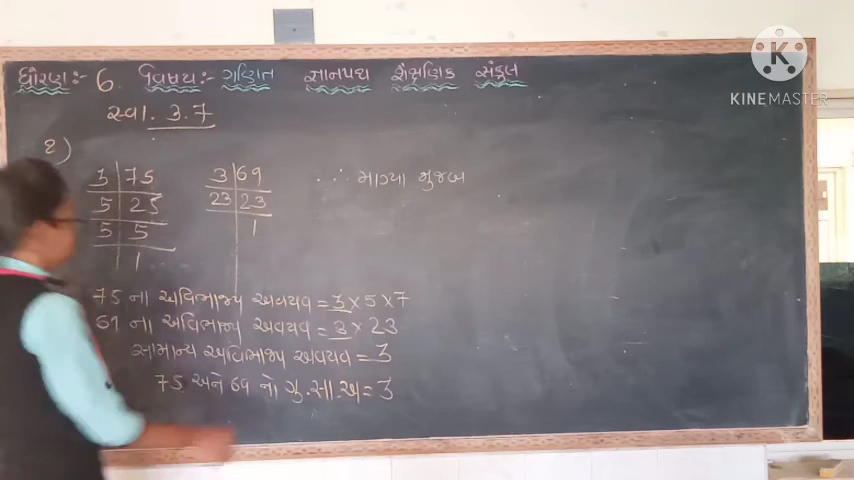 ધોરણ:- 6 વિષય:- ગણિત જ્ઞાનપથ શૈક્ષણિક સંકૂલ
સ્વા. 3.7
૧)
3 75
5 25
5 5
1
3 69
23 23
1
∴ માગ્યા મુજબ
75 ના અવિભાજ્ય અવયવ = 3 × 5 × 7
69 ના અવિભાજ્ય અવયવ = 3 × 23
સામાન્ય અવિભાજ્ય અવયવ = 3
75 અને 69 નો ગુ.સા.અ = 3
KINEMASTER